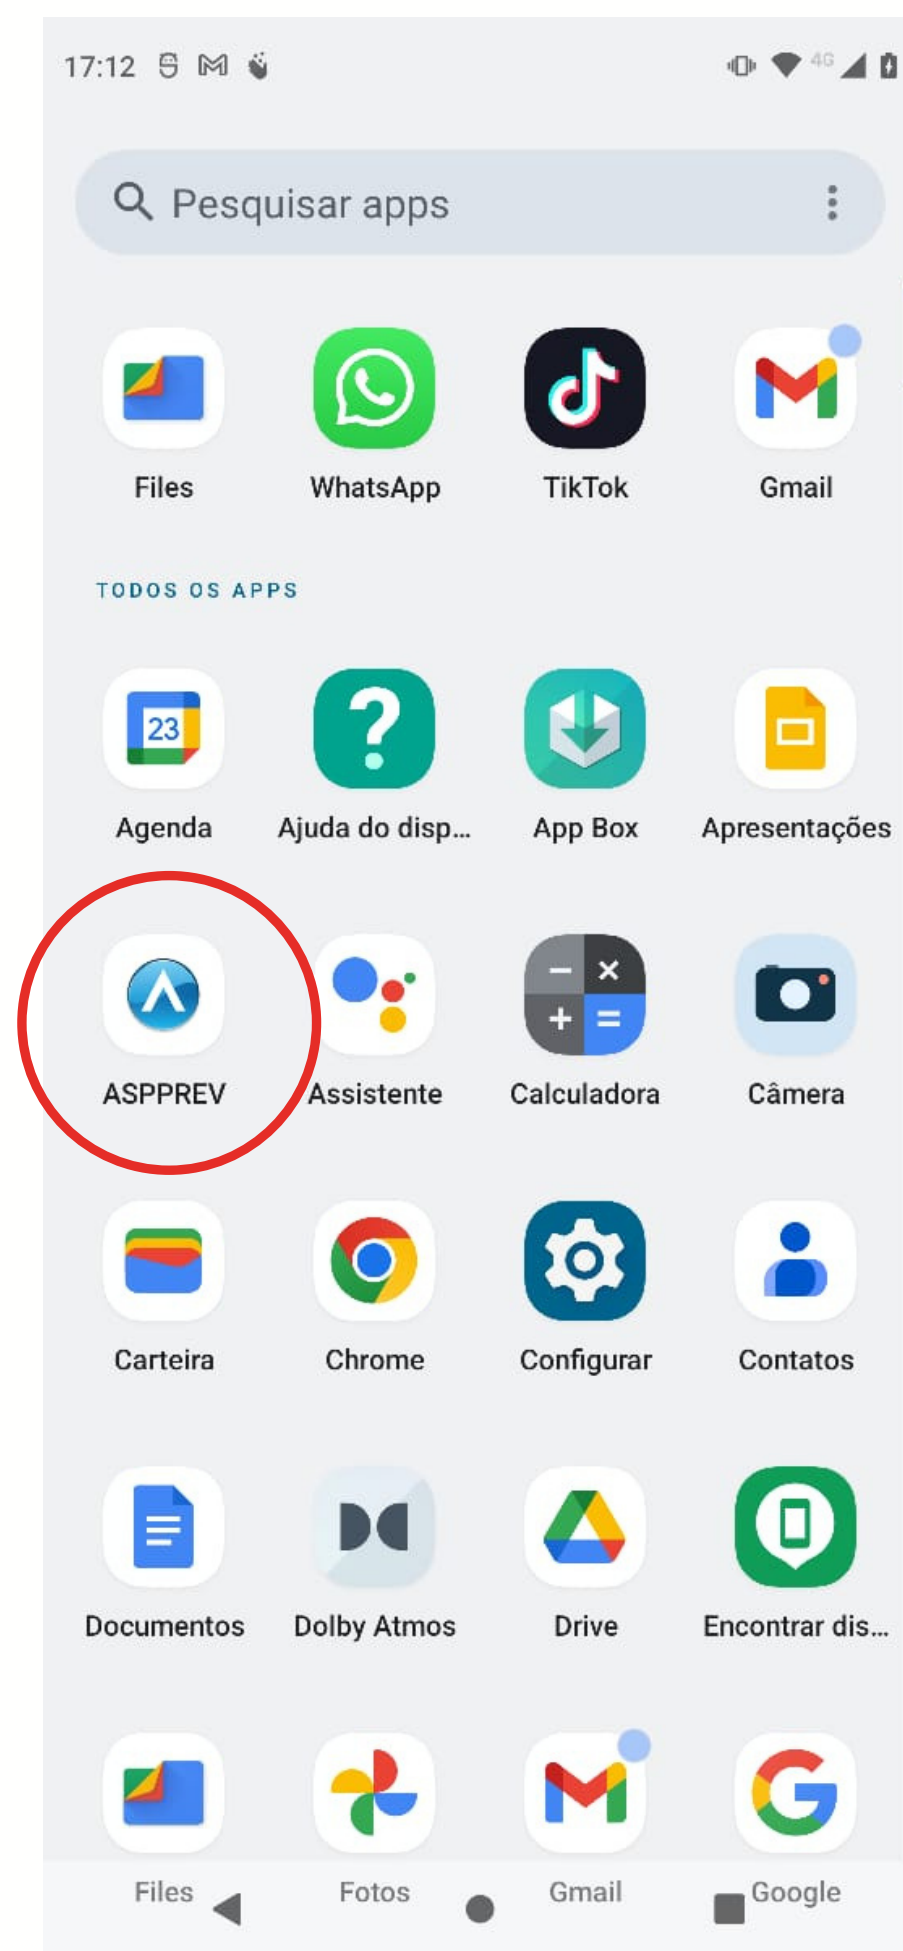 17:12
4G
Pesquisar apps
Files WhatsApp TikTok Gmail
TODOS OS APPS
23
Agenda Ajuda do disp... App Box Apresentações
ASPPREV Assistente Calculadora Câmera
Carteira Chrome Configurar Contatos
Documentos Dolby Atmos Drive Encontrar dis...
Files Fotos Gmail Google